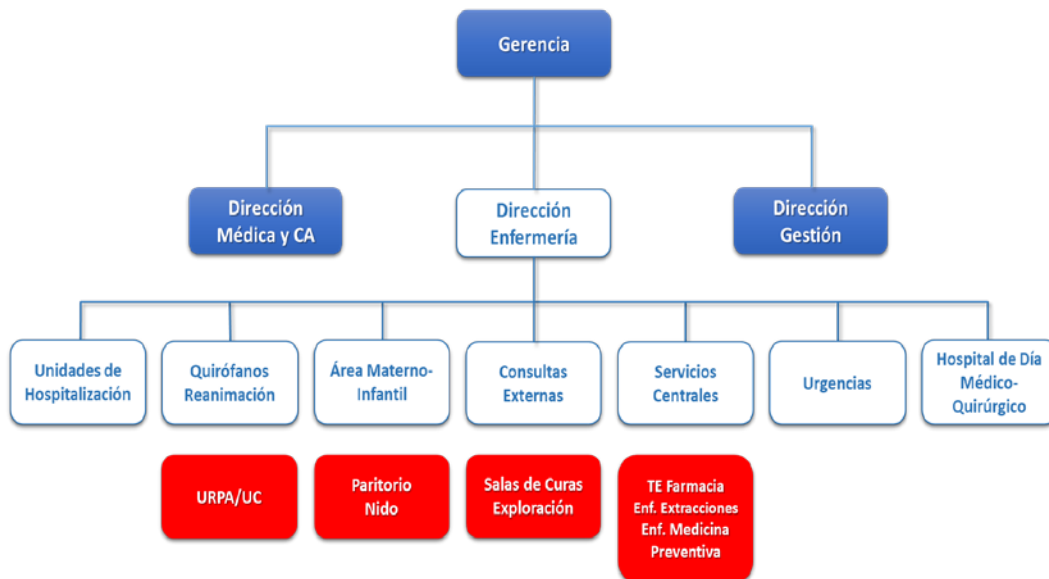 Gerencia
Dirección
Médica y CA
Dirección
Enfermería
Dirección
Gestión
Unidades de
Hospitalización
Quirófanos
Reanimación
Área Materno-
Infantil
Consultas
Externas
Servicios
Centrales
Urgencias
Hospital de Día
Médico-
Quirúrgico
URPA/UC
Paritorio
Nido
Salas de Curas
Exploración
TE Farmacia
Enf. Extracciones
Enf. Medicina
Preventiva